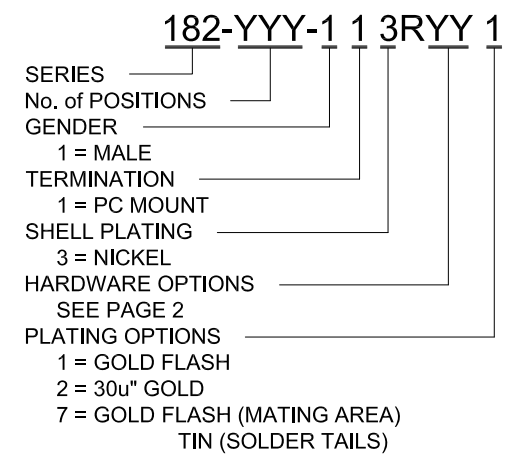 182-YYY-1 1 3RYY 1
SERIES
No. of POSITIONS
GENDER
1 = MALE
TERMINATION
1 = PC MOUNT
SHELL PLATING
3 = NICKEL
HARDWARE OPTIONS
SEE PAGE 2
PLATING OPTIONS
1 = GOLD FLASH
2 = 30u" GOLD
7 = GOLD FLASH (MATING AREA)
TIN (SOLDER TAILS)